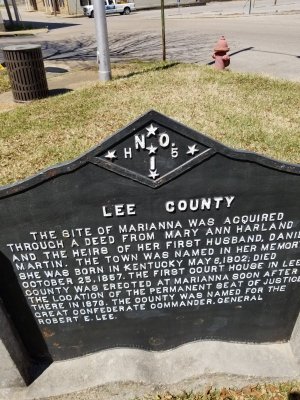 N O.
H 1 5
LEE COUNTY
THE SITE OF MARIANNA WAS ACQUIRED
THROUGH A DEED FROM MARY ANN HARLAND
AND THE HEIRS OF HER FIRST HUSBAND, DANIEL
MARTIN. THE TOWN WAS NAMED IN HER MEMORY.
SHE WAS BORN IN KENTUCKY MAY 6, 1802; DIED
OCTOBER 25, 1857. THE FIRST COURT HOUSE IN LEE
COUNTY WAS ERECTED AT MARIANNA SOON AFTER
THE LOCATION OF THE PERMANENT SEAT OF JUSTICE
THERE IN 1873. THE COUNTY WAS NAMED FOR THE
GREAT CONFEDERATE COMMANDER, GENERAL
ROBERT E. LEE.